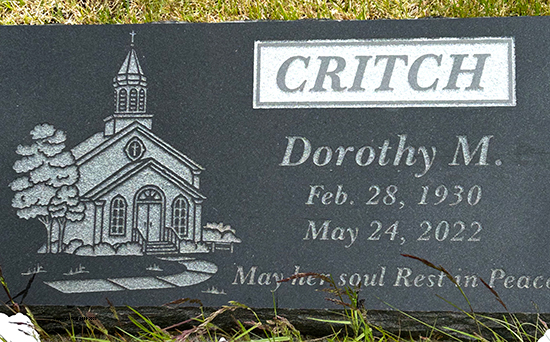 CRITCH
Dorothy M.
Feb. 28, 1930
May 24, 2022
May her soul Rest in Peace